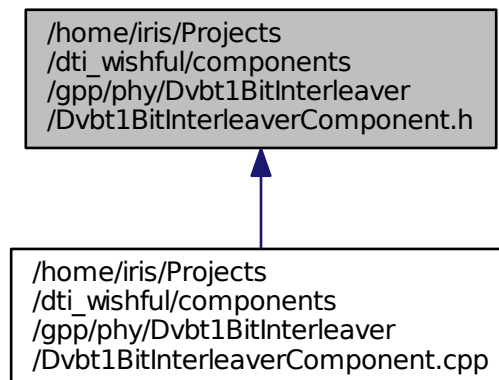 /home/iris/Projects
/dti_wishful/components
/gpp/phy/Dvbt1BitInterleaver
/Dvbt1BitInterleaverComponent.h
/home/iris/Projects
/dti_wishful/components
/gpp/phy/Dvbt1BitInterleaver
/Dvbt1BitInterleaverComponent.cpp